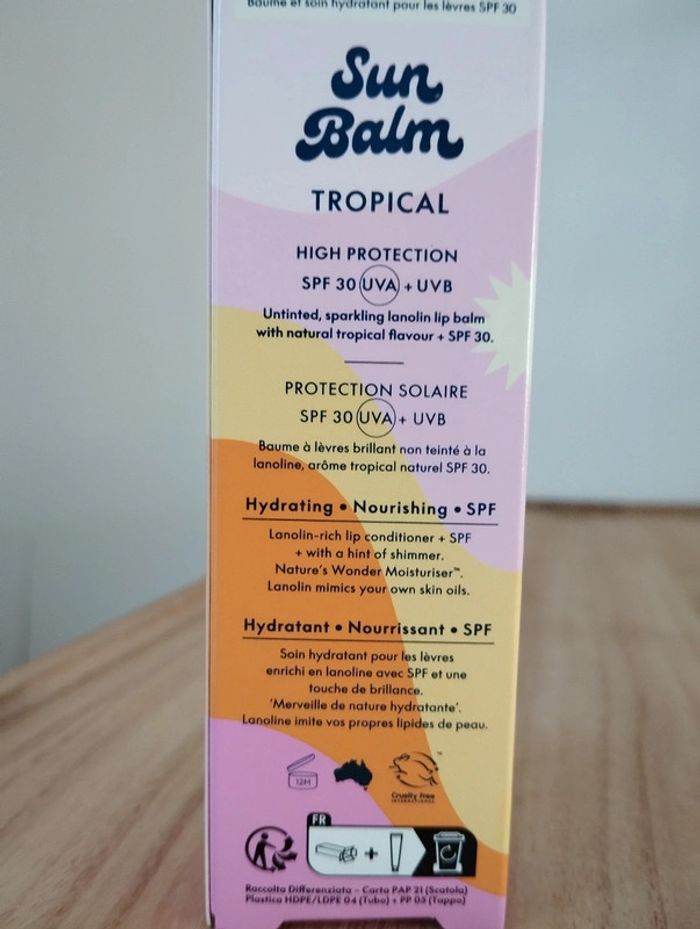 Baume et soin hydratant pour les lèvres SPF 30
Sun
Balm
TROPICAL
HIGH PROTECTION
SPF 30 UVA + UVB
Untinted, sparkling lanolin lip balm
with natural tropical flavour + SPF 30.
PROTECTION SOLAIRE
SPF 30 UVA + UVB
Baume à lèvres brillant non teinté à la
lanoline, arôme tropical naturel SPF 30.
Hydrating • Nourishing • SPF
Lanolin-rich lip conditioner + SPF
+ with a hint of shimmer.
Nature's Wonder Moisturiser™.
Lanolin mimics your own skin oils.
Hydratant • Nourrissant • SPF
Soin hydratant pour les lèvres
enrichi en lanoline avec SPF et une
touche de brillance.
'Merveille de nature hydratante'.
Lanoline imite vos propres lipides de peau.
12M
Cruelty Free
INTERNATIONAL
™
FR
+
Raccolta Differenziata – Carta PAP 21 (Scatola)
Plastica HDPE/LDPE 04 (Tubo) + PP 05 (Tappo)